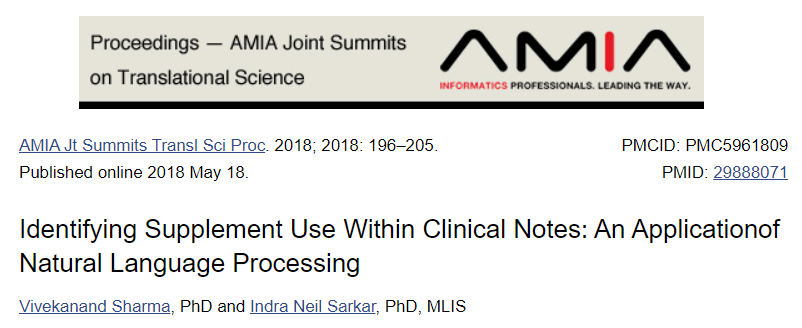 Proceedings — AMIA Joint Summits
on Translational Science
AMIA
INFORMATICS PROFESSIONALS. LEADING THE WAY.
AMIA Jt Summits Transl Sci Proc. 2018; 2018: 196–205.
PMCID: PMC5961809
Published online 2018 May 18.
PMID: 29888071
Identifying Supplement Use Within Clinical Notes: An Applicationof
Natural Language Processing
Vivekanand Sharma, PhD and Indra Neil Sarkar, PhD, MLIS